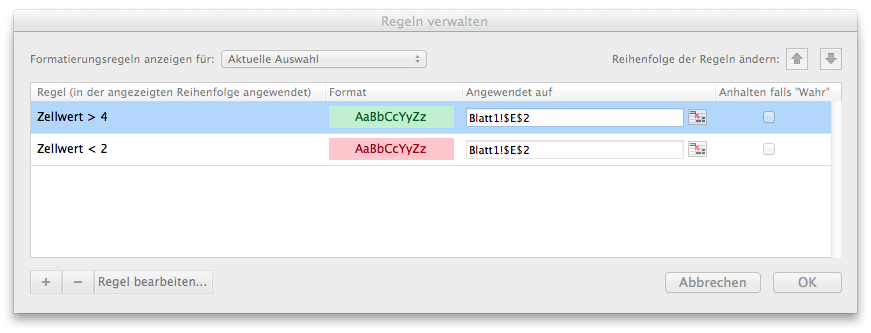 Regeln verwalten
Formatierungsregeln anzeigen für: Aktuelle Auswahl Reihenfolge der Regeln ändern:
Regel (in der angezeigten Reihenfolge angewendet) Format Angewendet auf Anhalten falls "Wahr"
Zellwert > 4 AaBbCcYyZz Blatt1!$E$2
Zellwert < 2 AaBbCcYyZz Blatt1!$E$2
+ − Regel bearbeiten... Abbrechen OK